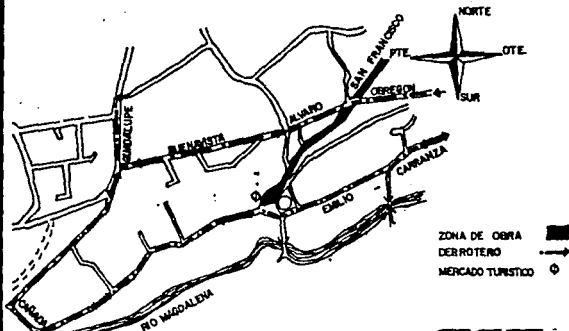 NORTE
PTE.
OTE.
SUR
SAN FRANCISCO
OBREGON
ALVARO
BUENAVISTA
GUADALUPE
CARRANZA
EMILIO
CAÑADA
RIO MAGDALENA
ZONA DE OBRA
DERROTERO
MERCADO TURISTICO